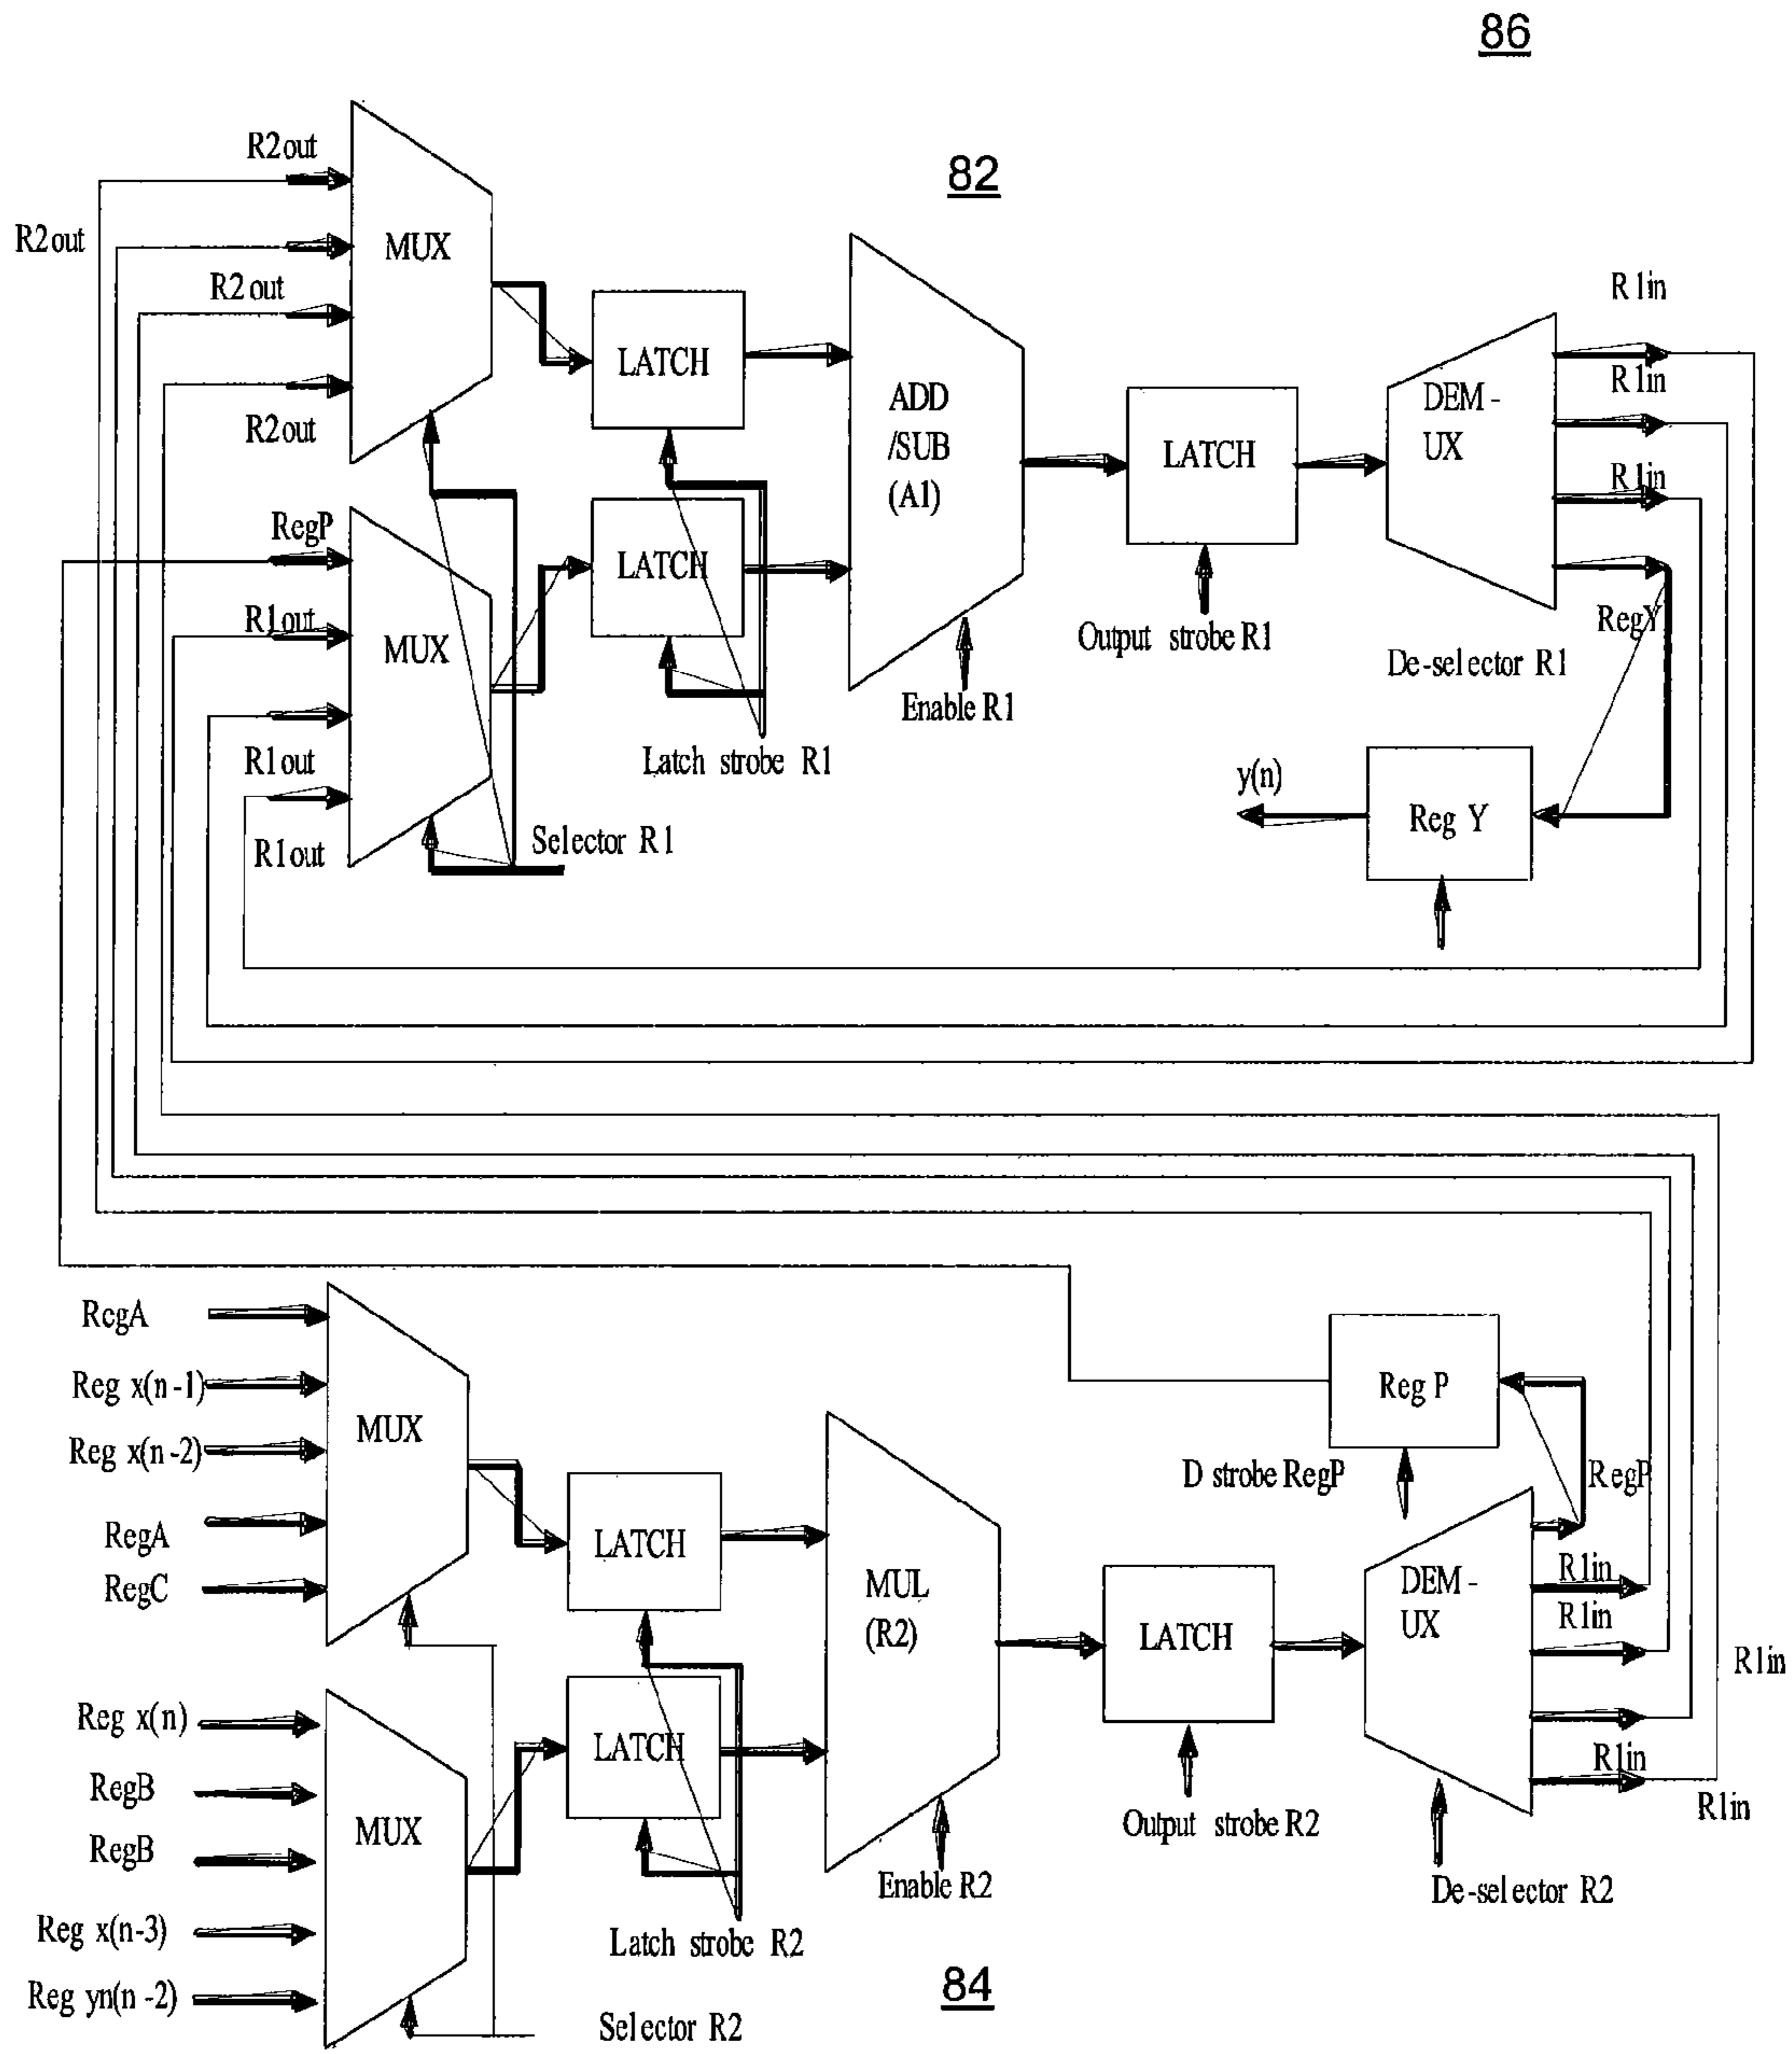 86
R2out
82
R2out
MUX
R2out
R1in
LATCH
R1in
ADD
/SUB
(A1)
DEM-
UX
R2out
LATCH
R1in
RegP
LATCH
R1out
MUX
Output strobe R1
RegY
De-selector R1
Enable R1
R1out
Latch strobe R1
y(n)
Reg Y
Selector R1
R1out
RegA
Reg x(n-1)
Reg P
MUX
Reg x(n-2)
D strobe RegP
RegP
RegA
LATCH
RegC
MUL
(R2)
DEM-
UX
R1in
R1in
LATCH
R1in
Reg x(n)
LATCH
R1in
RegB
R1in
MUX
Output strobe R2
RegB
Enable R2
De-selector R2
Reg x(n-3)
Latch strobe R2
84
Reg yn(n-2)
Selector R2